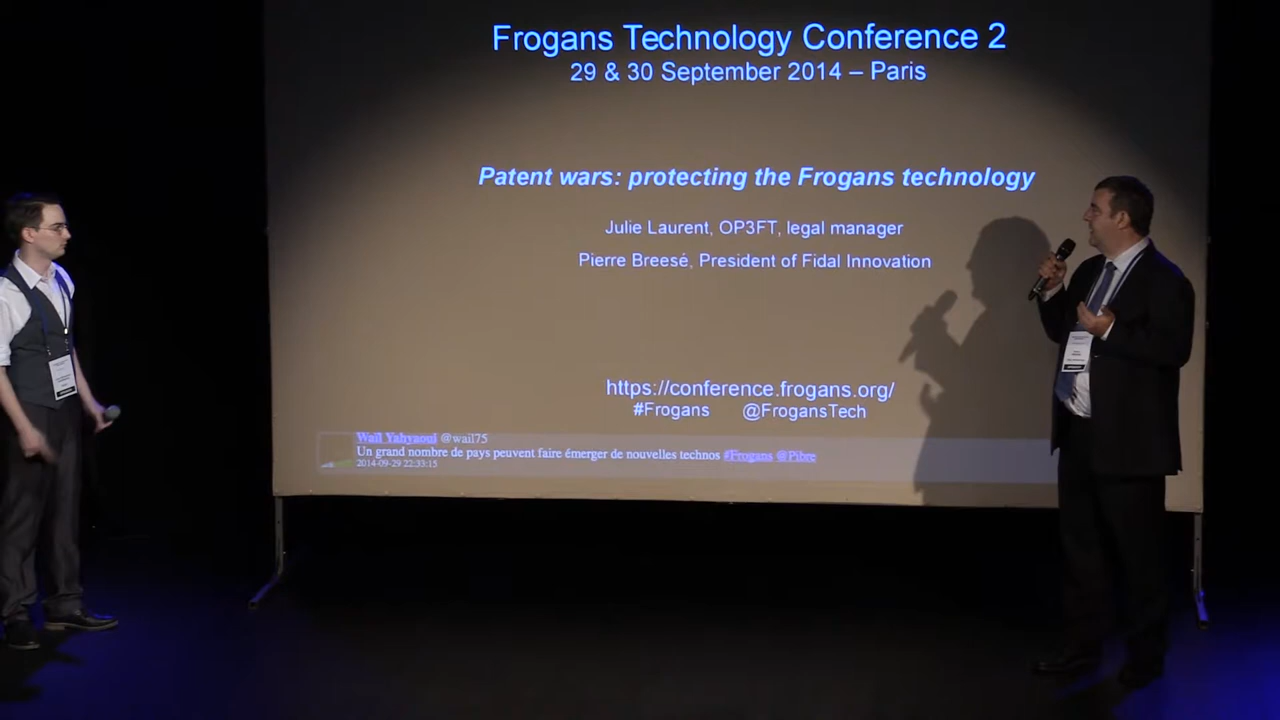 Frogans Technology Conference 2
29 & 30 September 2014 – Paris
Patent wars: protecting the Frogans technology
Julie Laurent, OP3FT, legal manager
Pierre Breesé, President of Fidal Innovation
https://conference.frogans.org/
#Frogans @FrogansTech
Waïl Yahyaoui @wail75
Un grand nombre de pays peuvent faire émerger de nouvelles technos #Frogans @Pibre
2014-09-29 22:33:15